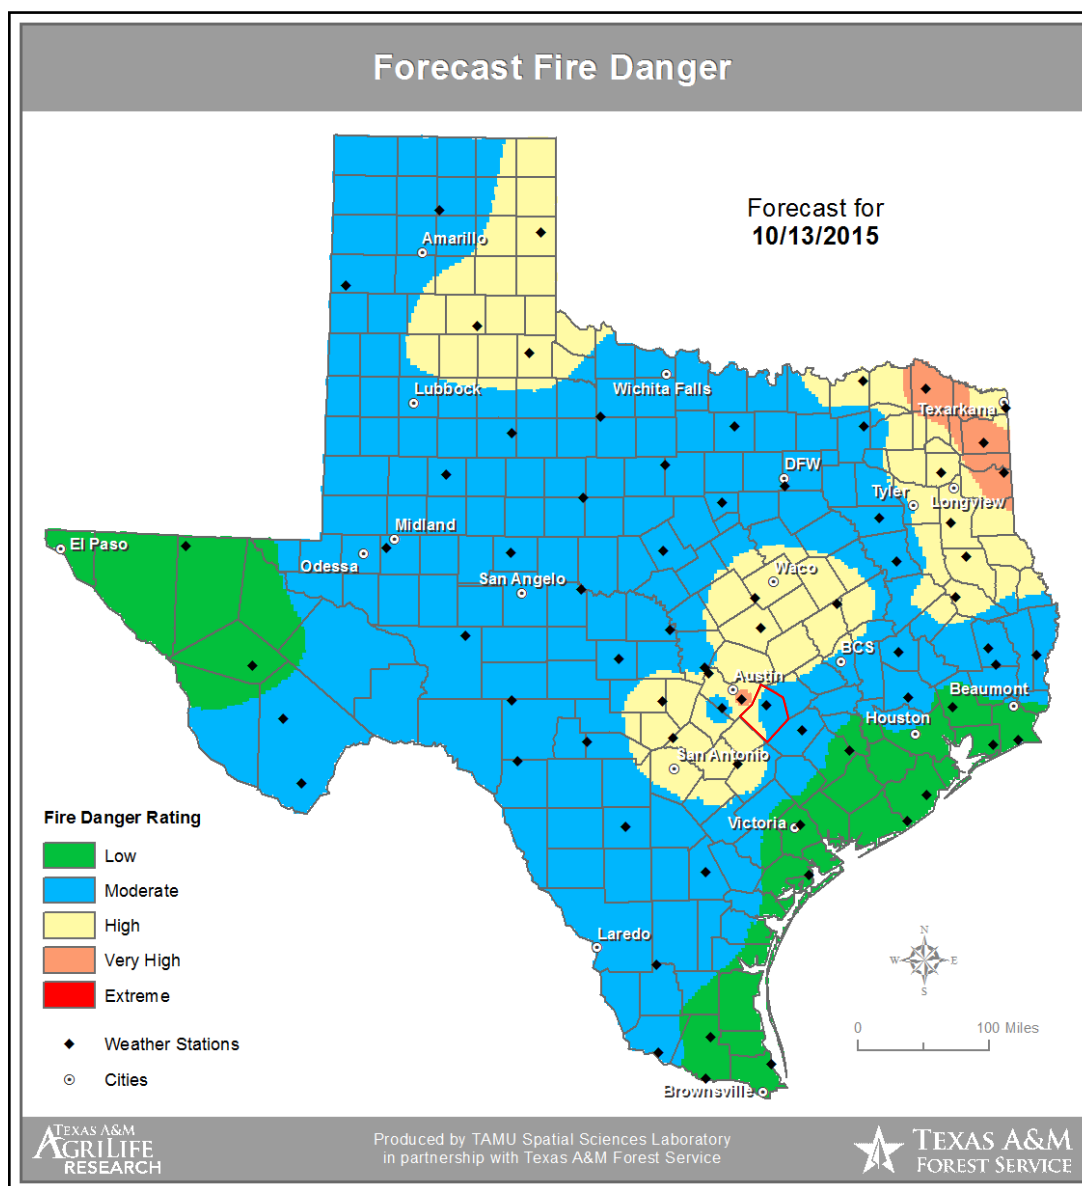 Forecast Fire Danger
Forecast for
10/13/2015
Amarillo
Lubbock
Wichita Falls
Texarkana
DFW
Tyler
Longview
Midland
El Paso
Odessa
San Angelo
Waco
BCS
Austin
Beaumont
Houston
San Antonio
Victoria
Laredo
Brownsville
Fire Danger Rating
Low
Moderate
High
Very High
Extreme
Weather Stations
Cities
N
W E
S
0 100 Miles
TEXAS A&M
AGRILIFE
RESEARCH
Produced by TAMU Spatial Sciences Laboratory
in partnership with Texas A&M Forest Service
TEXAS A&M
FOREST SERVICE